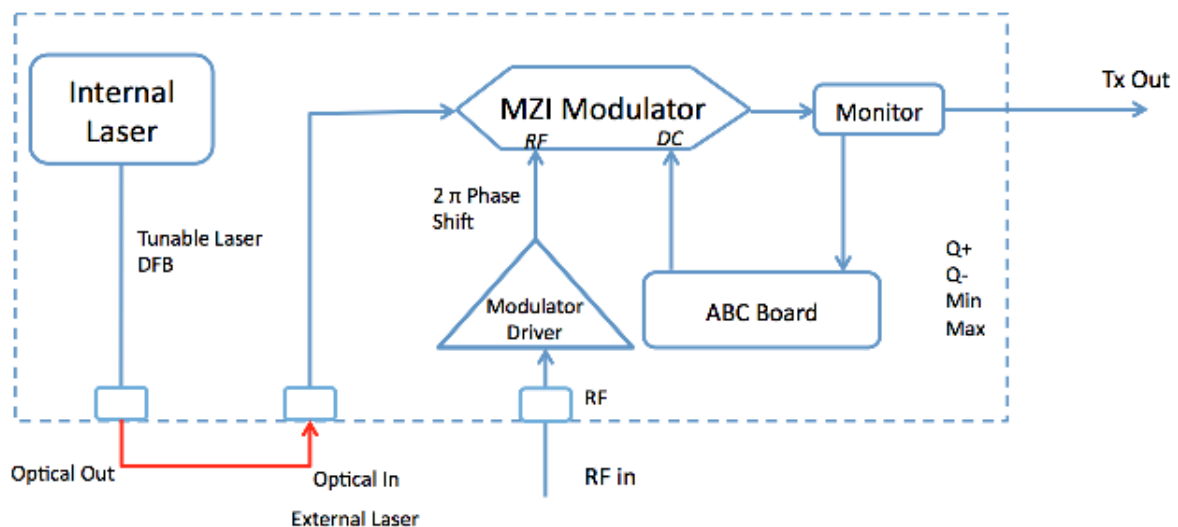 Internal
Laser
MZI Modulator
RF
DC
Monitor
Tx Out
2 π Phase
Shift
Tunable Laser
DFB
Modulator
Driver
ABC Board
Q+
Q-
Min
Max
RF
Optical Out
Optical In
RF in
External Laser